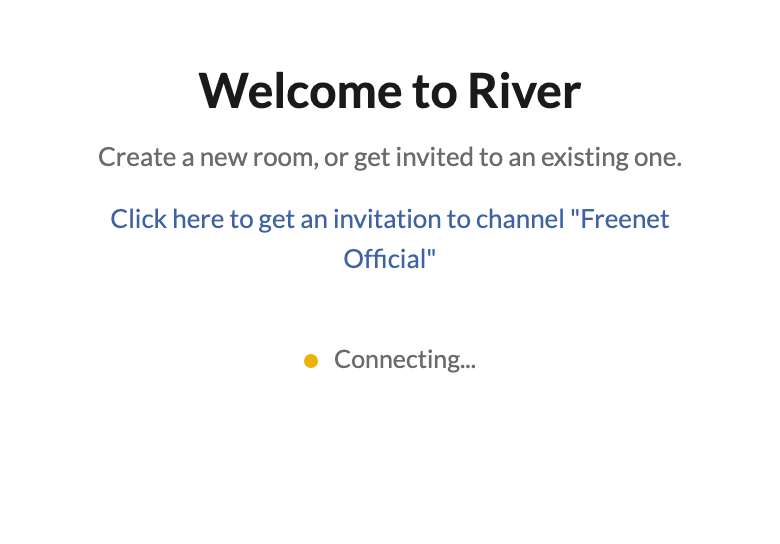 Welcome to River
Create a new room, or get invited to an existing one.
Click here to get an invitation to channel "Freenet
Official"
Connecting...